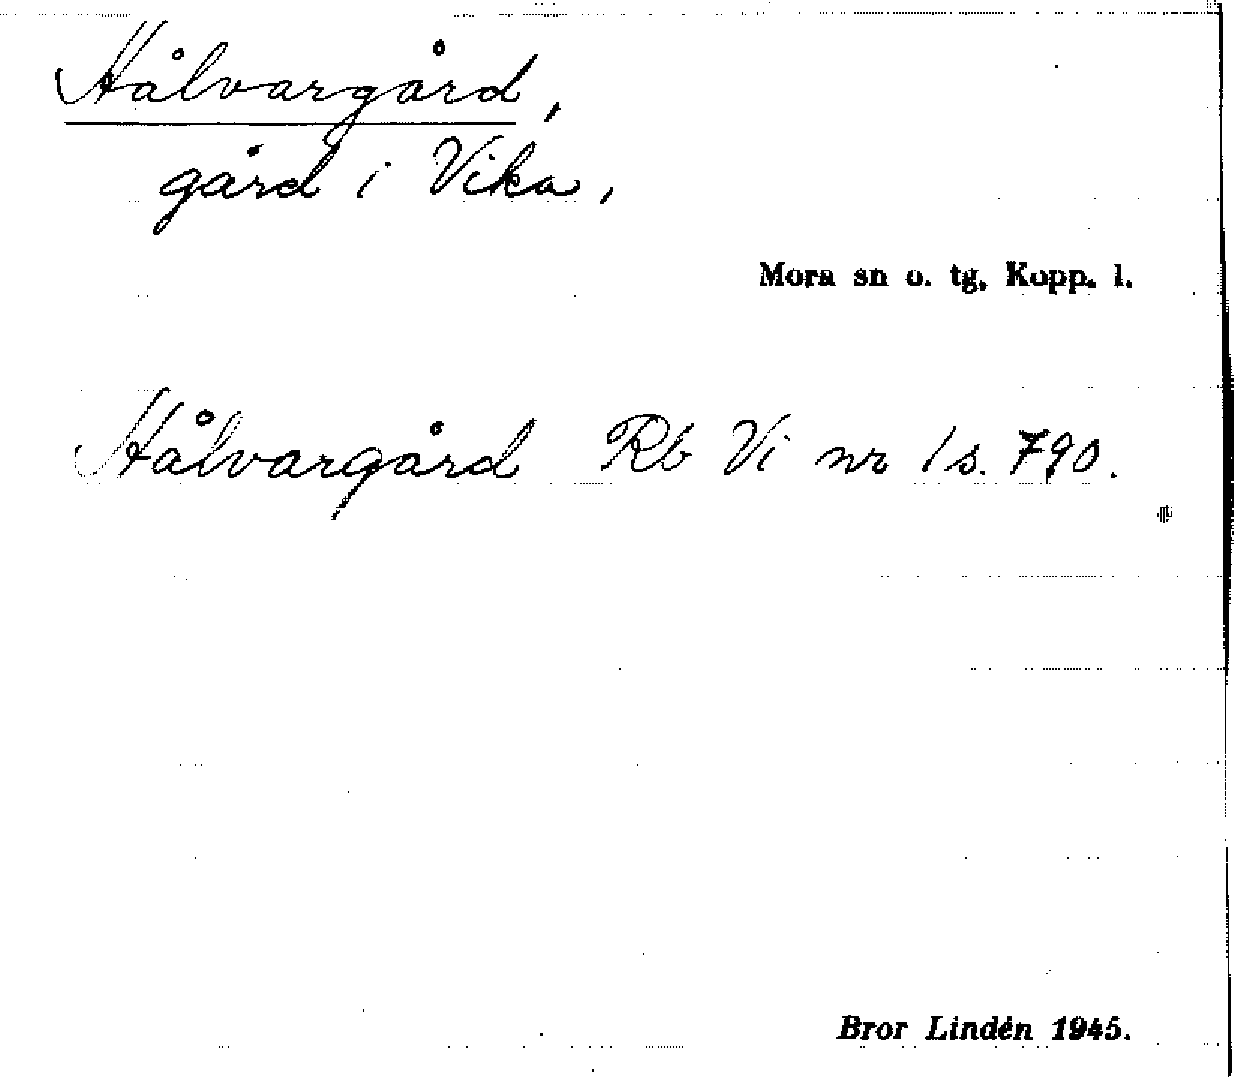 Hålvargård,
gård i Vika,
Mora sn o. tg. Kopp. l.
Hålvargård Rb Vi nr 1 s. 790.
Bror Lindén 1945.